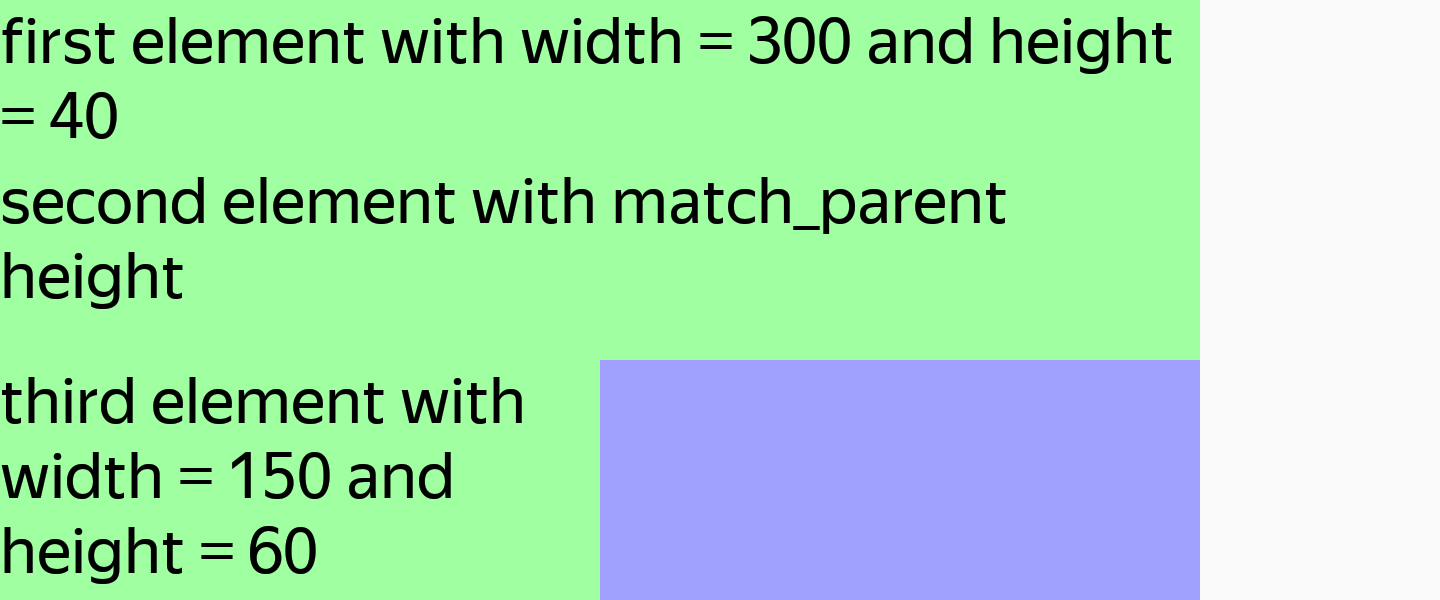 first element with width = 300 and height
= 40
second element with match_parent
height
third element with
width = 150 and
height = 60